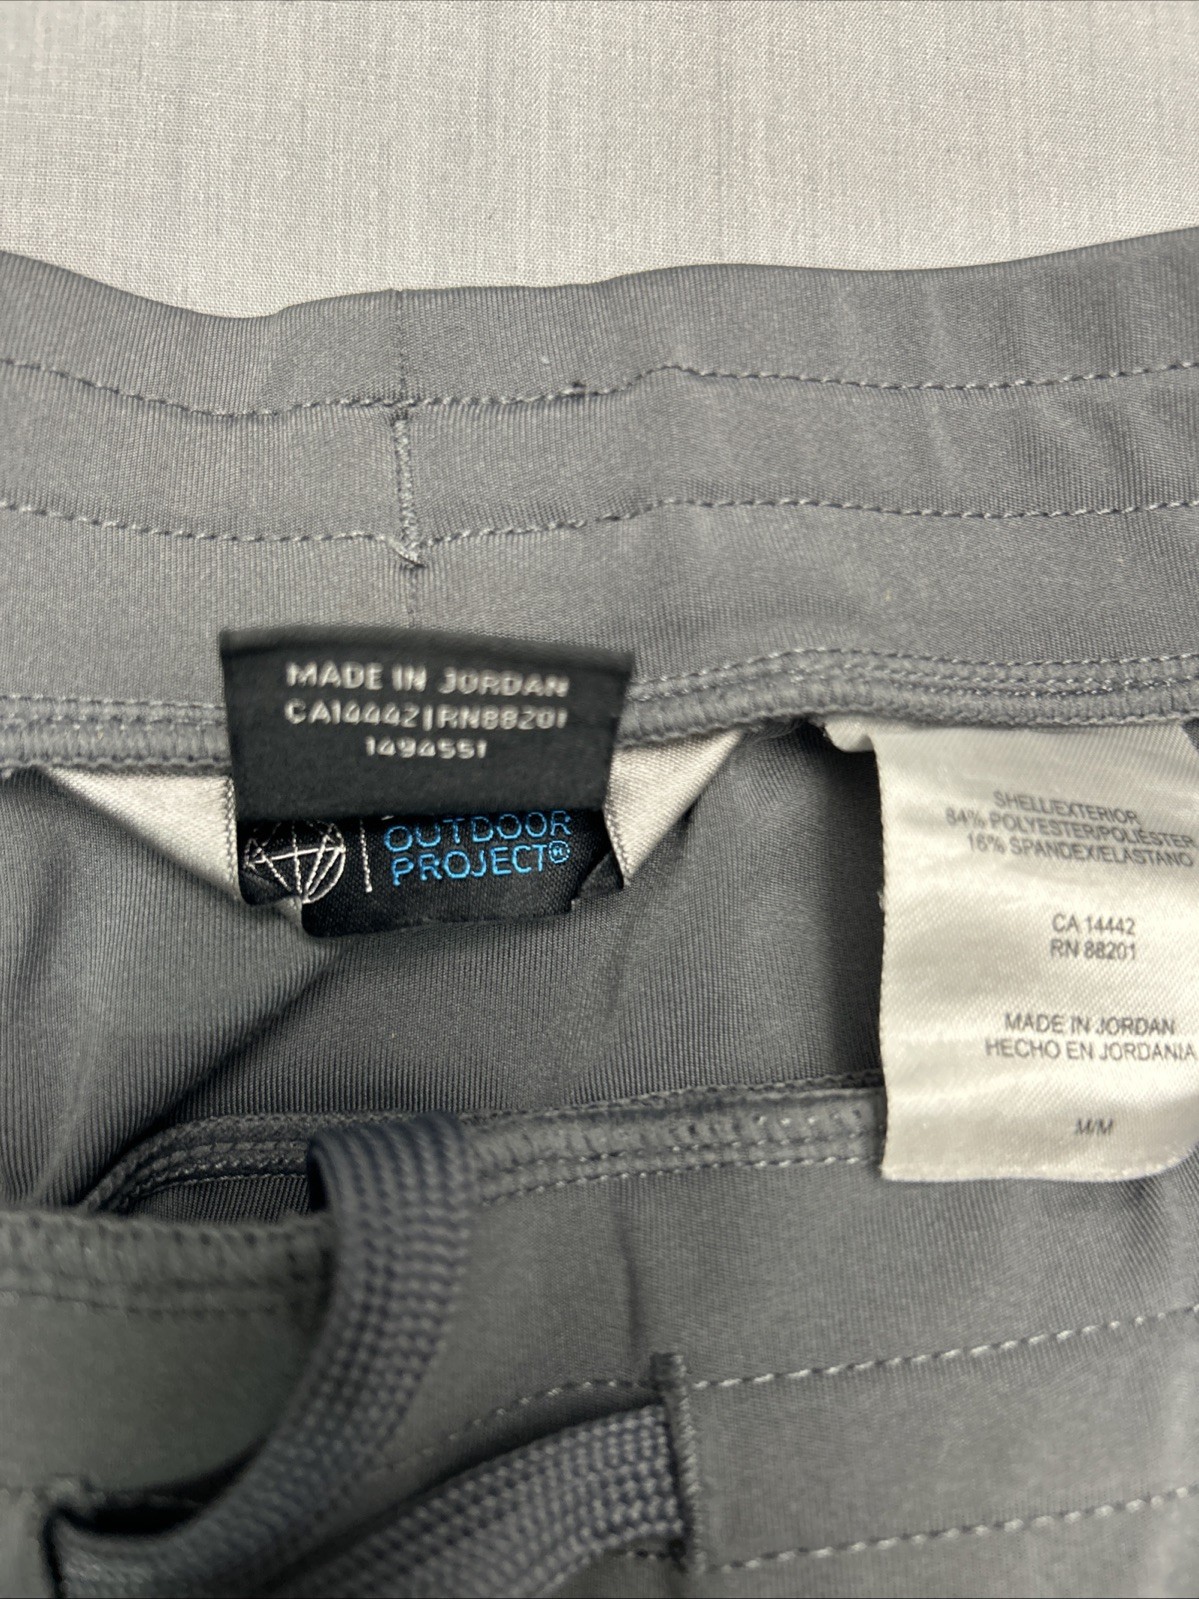 MADE IN JORDAN
CA14442|RN88201
1494551
OUTDOOR
PROJECT®
SHELL/EXTERIOR
84% POLYESTER/POLIÉSTER
16% SPANDEX/ELASTANO
CA 14442
RN 88201
MADE IN JORDAN
HECHO EN JORDANIA
M/M